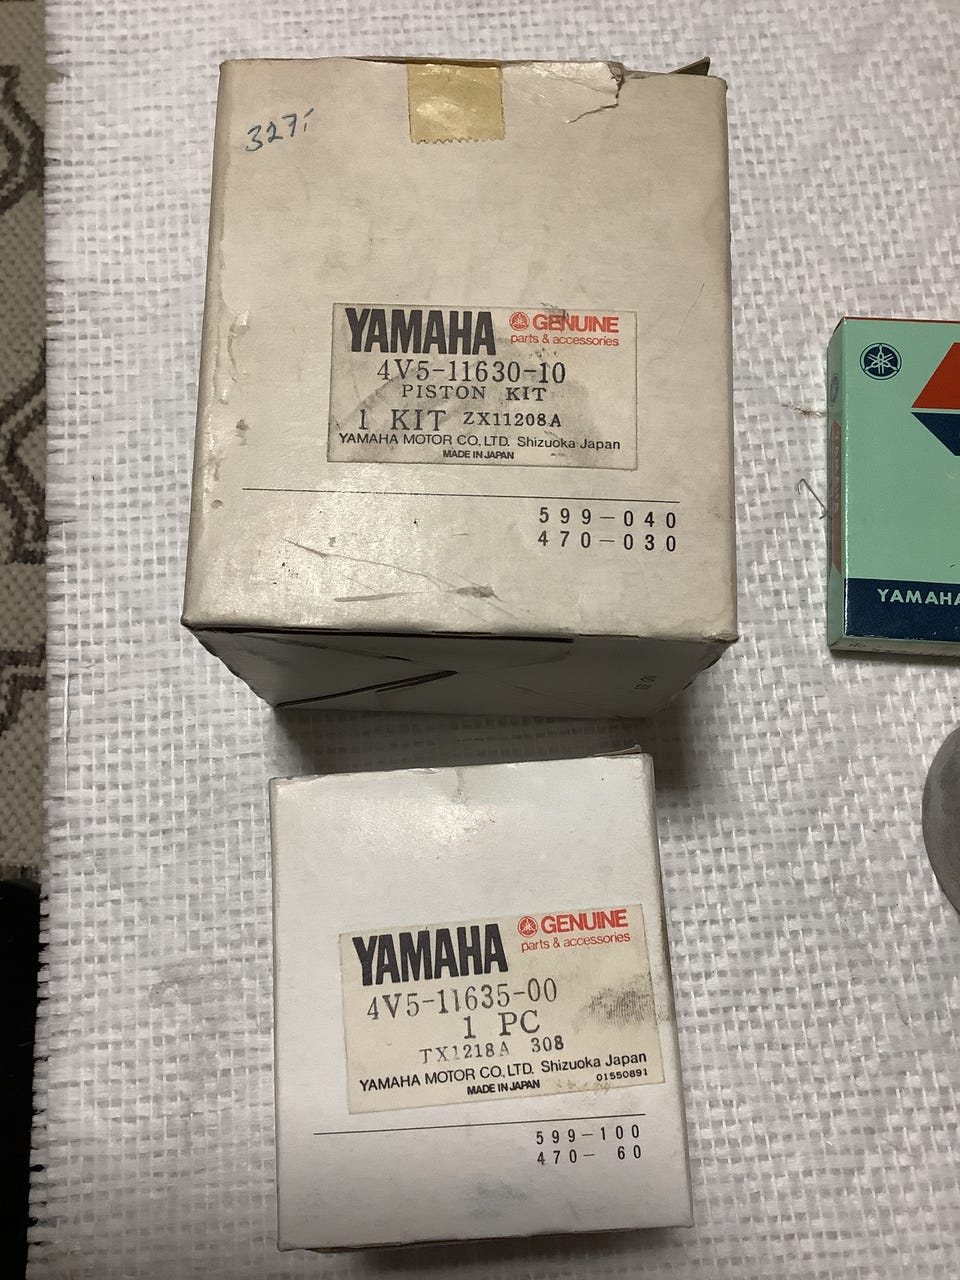 327,-
YAMAHA GENUINE
parts & accessories
4V5-11630-10
PISTON KIT
1 KIT ZX11208A
YAMAHA MOTOR CO,.LTD. Shizuoka Japan
MADE IN JAPAN
599-040
470-030
YAMAHA
YAMAHA GENUINE
parts & accessories
4V5-11635-00
1 PC
TX1218A 308
YAMAHA MOTOR CO,.LTD. Shizuoka Japan
01550891
MADE IN JAPAN
599-100
470- 60